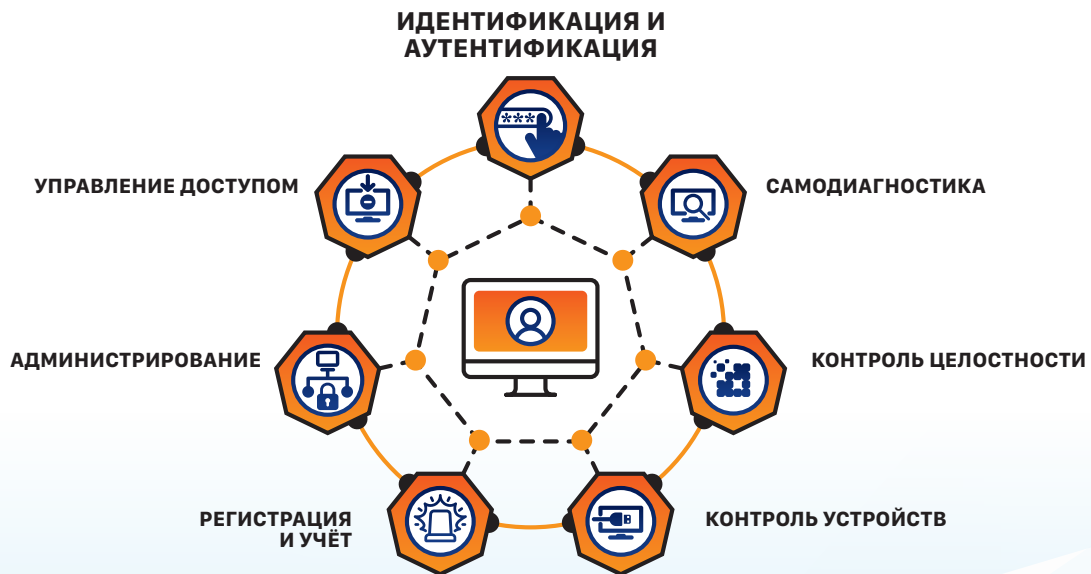 ИДЕНТИФИКАЦИЯ И
АУТЕНТИФИКАЦИЯ
***
УПРАВЛЕНИЕ ДОСТУПОМ
САМОДИАГНОСТИКА
АДМИНИСТРИРОВАНИЕ
КОНТРОЛЬ ЦЕЛОСТНОСТИ
РЕГИСТРАЦИЯ
И УЧЁТ
КОНТРОЛЬ УСТРОЙСТВ